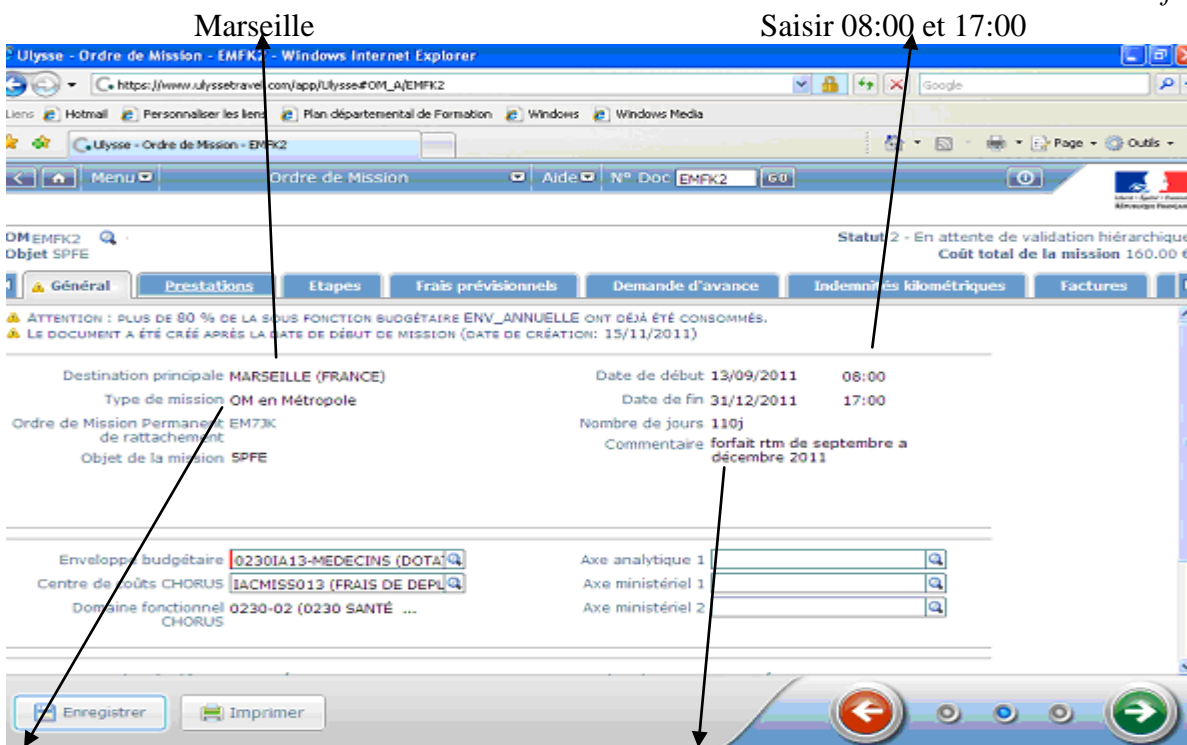 Marseille Saisir 08:00 et 17:00
Ulysse - Ordre de Mission - EMFK2 - Windows Internet Explorer
https://www.ulyssetravel.com/app/Ulysse#OM_A/EMFK2 Google
Liens Hotmail Personnaliser les liens Plan départemental de Formation Windows Windows Media
Ulysse - Ordre de Mission - EMFK2 Page Outils
Menu Ordre de Mission Aide N° Doc EMFK2 GO
OM EMFK2 Statut 2 - En attente de validation hiérarchique
Objet SPFE Coût total de la mission 160.00 €
Général Prestations Etapes Frais prévisionnels Demande d'avance Indemnités kilométriques Factures
ATTENTION : PLUS DE 80 % DE LA SOUS FONCTION BUDGÉTAIRE ENV_ANNUELLE ONT DÉJÀ ÉTÉ CONSOMMÉS.
LE DOCUMENT A ÉTÉ CRÉÉ APRÈS LA DATE DE DÉBUT DE MISSION (DATE DE CRÉATION: 15/11/2011)
Destination principale MARSEILLE (FRANCE) Date de début 13/09/2011 08:00
Type de mission OM en Métropole Date de fin 31/12/2011 17:00
Ordre de Mission Permanent EM73K Nombre de jours 110j
de rattachement
Commentaire forfait rtm de septembre a
Objet de la mission SPFE décembre 2011
Enveloppe budgétaire 0230IA13-MEDECINS (DOTA Axe analytique 1
Centre de coûts CHORUS IACMISS013 (FRAIS DE DEPL Axe ministériel 1
Domaine fonctionnel 0230-02 (0230 SANTÉ ... Axe ministériel 2
CHORUS
Enregistrer Imprimer